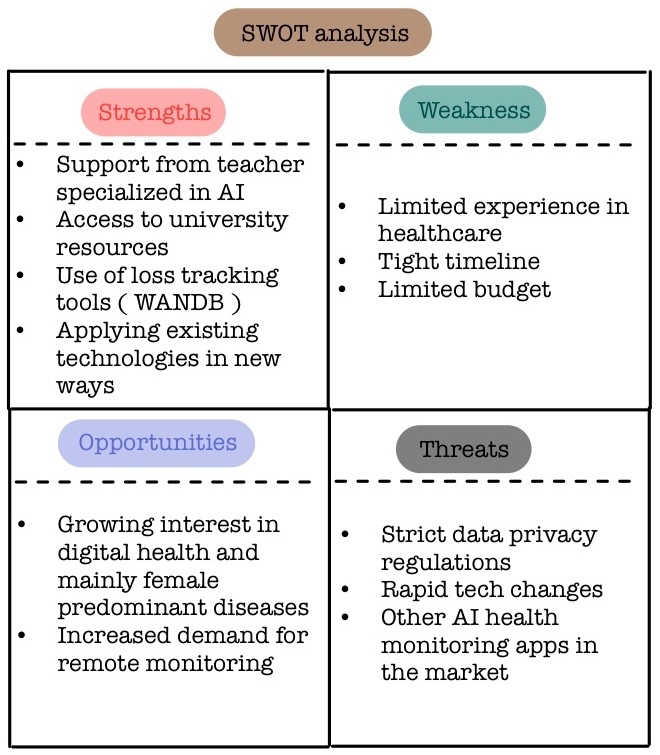 SWOT analysis
Strengths
• Support from teacher
specialized in AI
• Access to university
resources
• Use of loss tracking
tools ( WANDB )
• Applying existing
technologies in new
ways
Weakness
• Limited experience in
healthcare
• Tight timeline
• Limited budget
Opportunities
• Growing interest in
digital health and
mainly female
predominant diseases
• Increased demand for
remote monitoring
Threats
• Strict data privacy
regulations
• Rapid tech changes
• Other AI health
monitoring apps in
the market